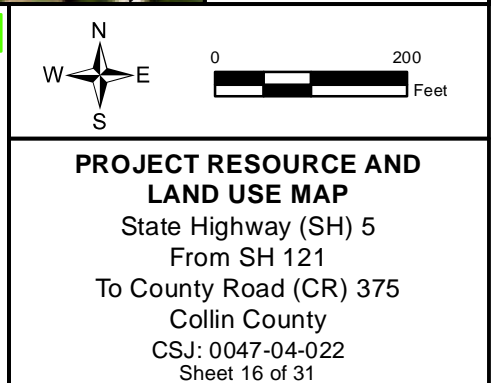 N
W E
S
0 200
Feet
PROJECT RESOURCE AND
LAND USE MAP
State Highway (SH) 5
From SH 121
To County Road (CR) 375
Collin County
CSJ: 0047-04-022
Sheet 16 of 31